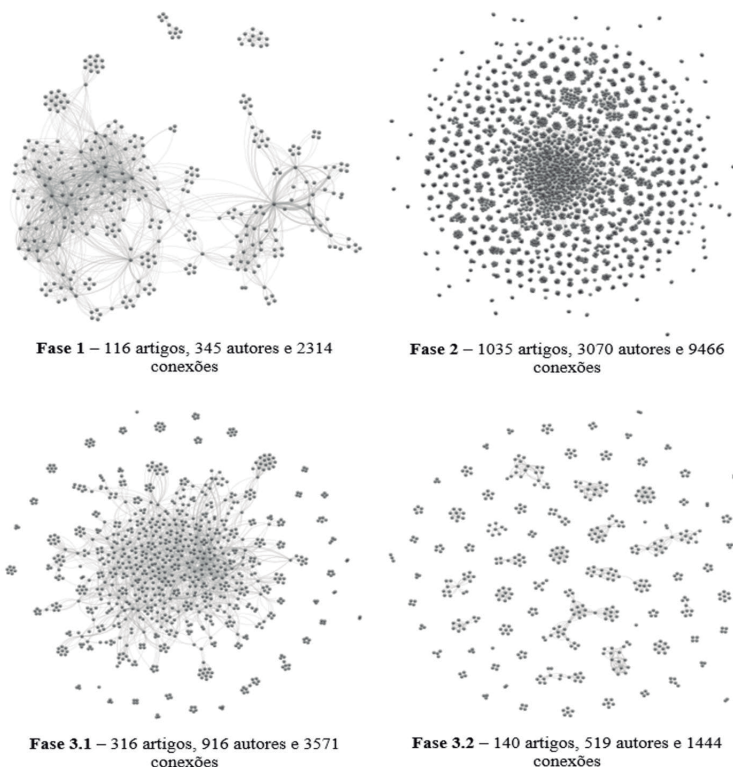 Fase 1 – 116 artigos, 345 autores e 2314
conexões
Fase 2 – 1035 artigos, 3070 autores e 9466
conexões
Fase 3.1 – 316 artigos, 916 autores e 3571
conexões
Fase 3.2 – 140 artigos, 519 autores e 1444
conexões